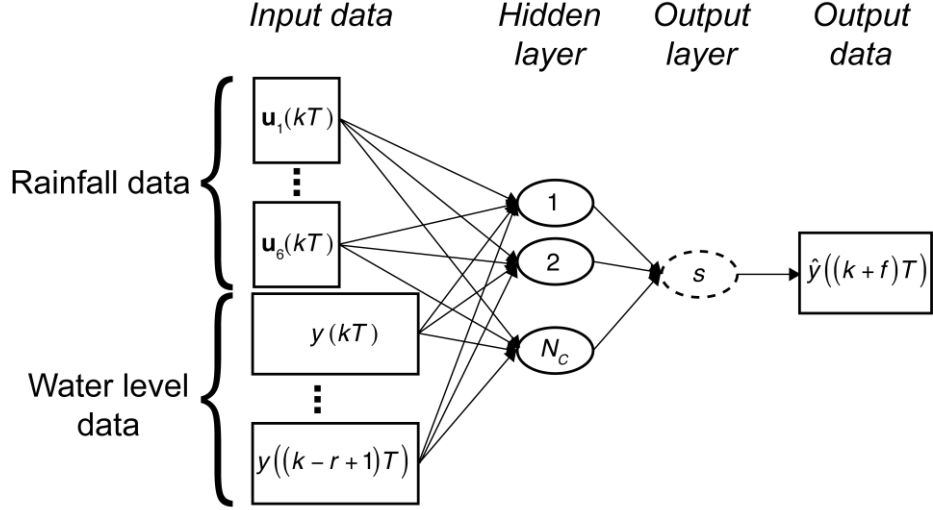 Input data
Hidden layer
Output layer
Output data
Rainfall data
u₁(kT)
u₆(kT)
Water level data
y(kT)
y((k − r + 1)T)
1
2
N_C
s
ŷ((k + f)T)